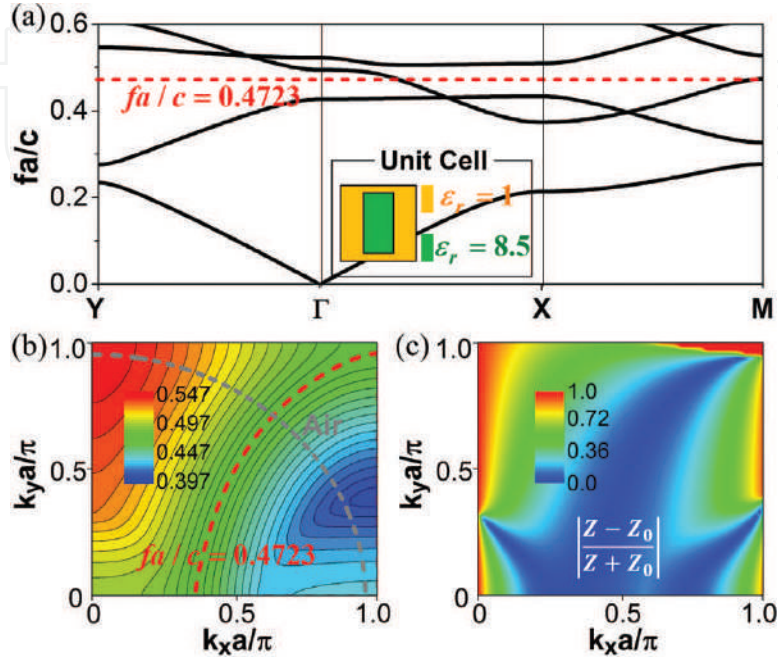 (a)
0.6
0.4
0.2
0.0
fa/c
fa / c = 0.4723
Unit Cell
ε_r = 1
ε_r = 8.5
Y Γ X M
(b)
1.0
0.5
0
k_ya/π
0.547
0.497
0.447
0.397
Air
fa / c = 0.4723
0 0.5 1.0
k_xa/π
(c)
1.0
0.5
0
k_ya/π
1.0
0.72
0.36
0.0
|Z − Z_0 / Z + Z_0|
0 0.5 1.0
k_xa/π